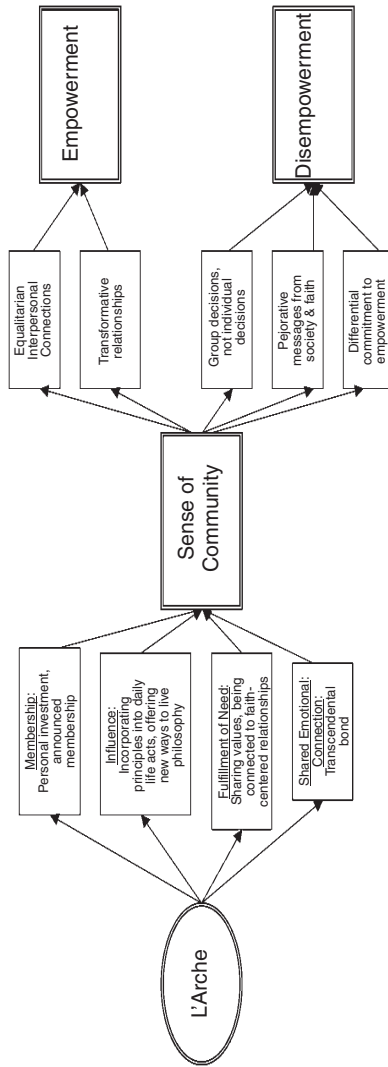 L'Arche
Membership:
Personal investment,
announced
membership
Influence:
Incorporating
principles into daily
life acts, offering
new ways to live
philosophy
Fulfillment of Need:
Sharing values, being
connected to faith-
centered relationships
Shared Emotional:
Connection:
Transcendental
bond
Sense of
Community
Equalitarian
Interpersonal
Connections
Transformative
relationships
Group decisions,
not individual
decisions
Pejorative
messages from
society & faith
Differential
commitment to
empowerment
Empowerment
Disempowerment